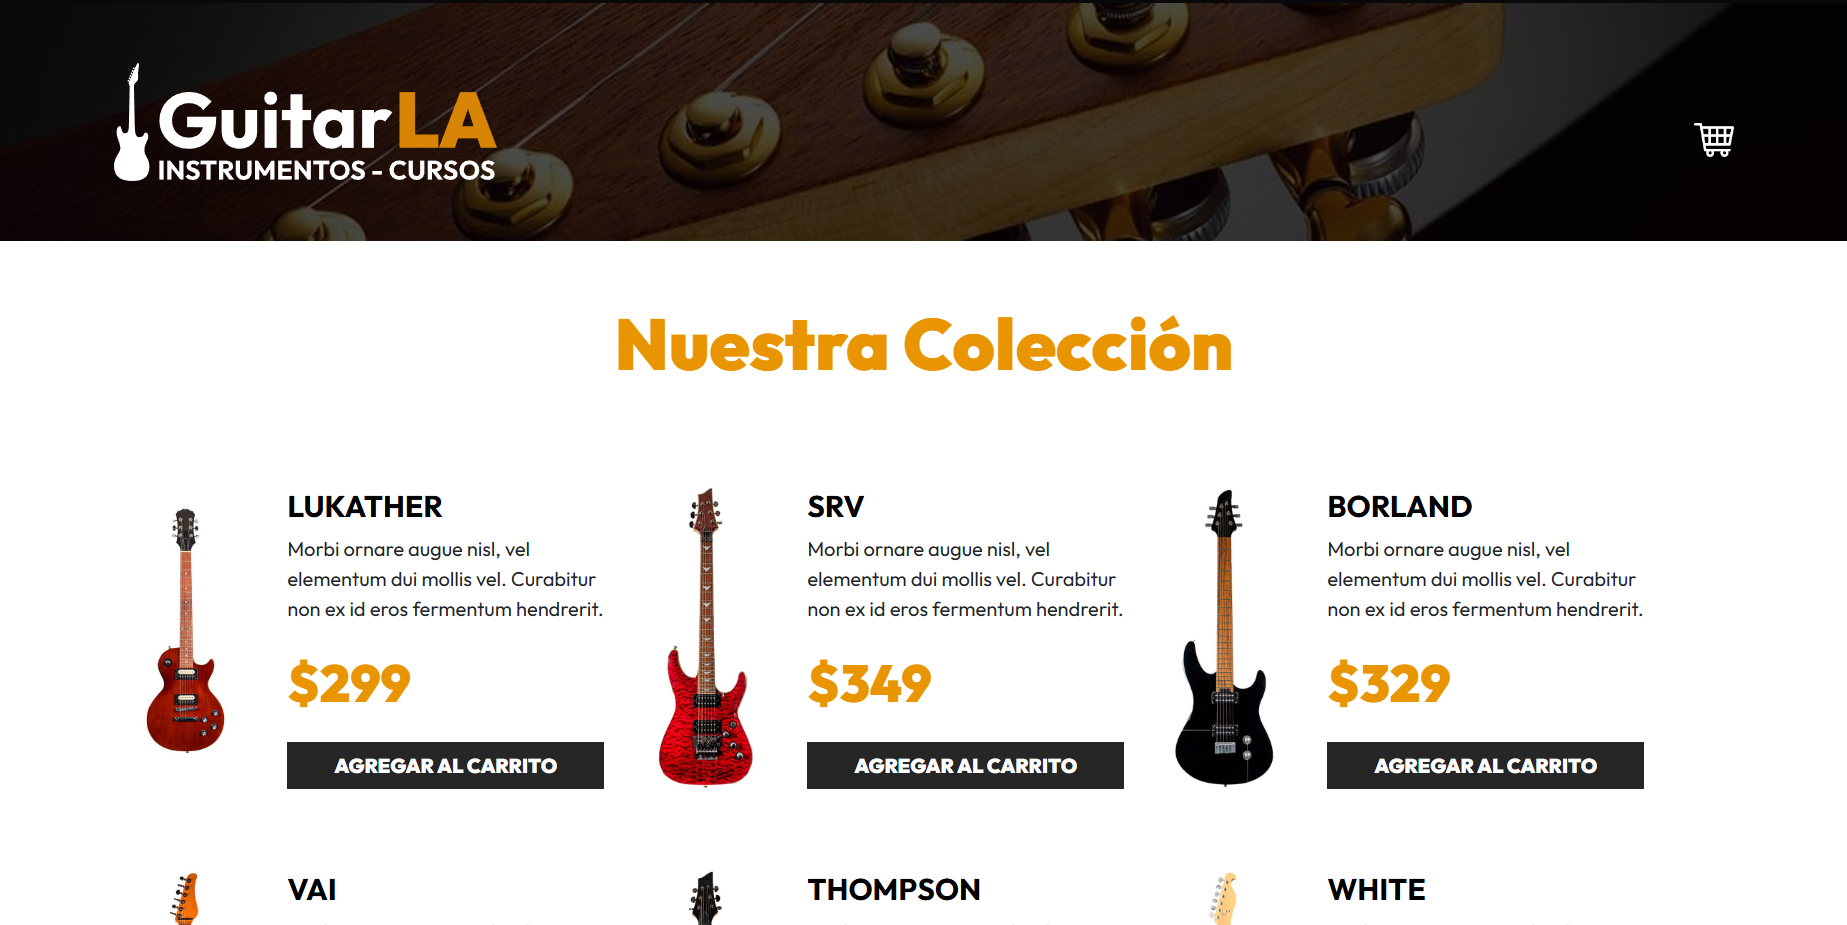 GuitarLA
INSTRUMENTOS - CURSOS
Nuestra Colección
LUKATHER
Morbi ornare augue nisl, vel
elementum dui mollis vel. Curabitur
non ex id eros fermentum hendrerit.
$299
AGREGAR AL CARRITO
SRV
Morbi ornare augue nisl, vel
elementum dui mollis vel. Curabitur
non ex id eros fermentum hendrerit.
$349
AGREGAR AL CARRITO
BORLAND
Morbi ornare augue nisl, vel
elementum dui mollis vel. Curabitur
non ex id eros fermentum hendrerit.
$329
AGREGAR AL CARRITO
VAI
THOMPSON
WHITE